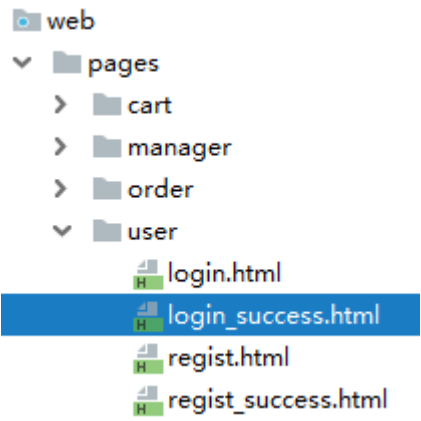 web
pages
cart
manager
order
user
login.html
login_success.html
regist.html
regist_success.html